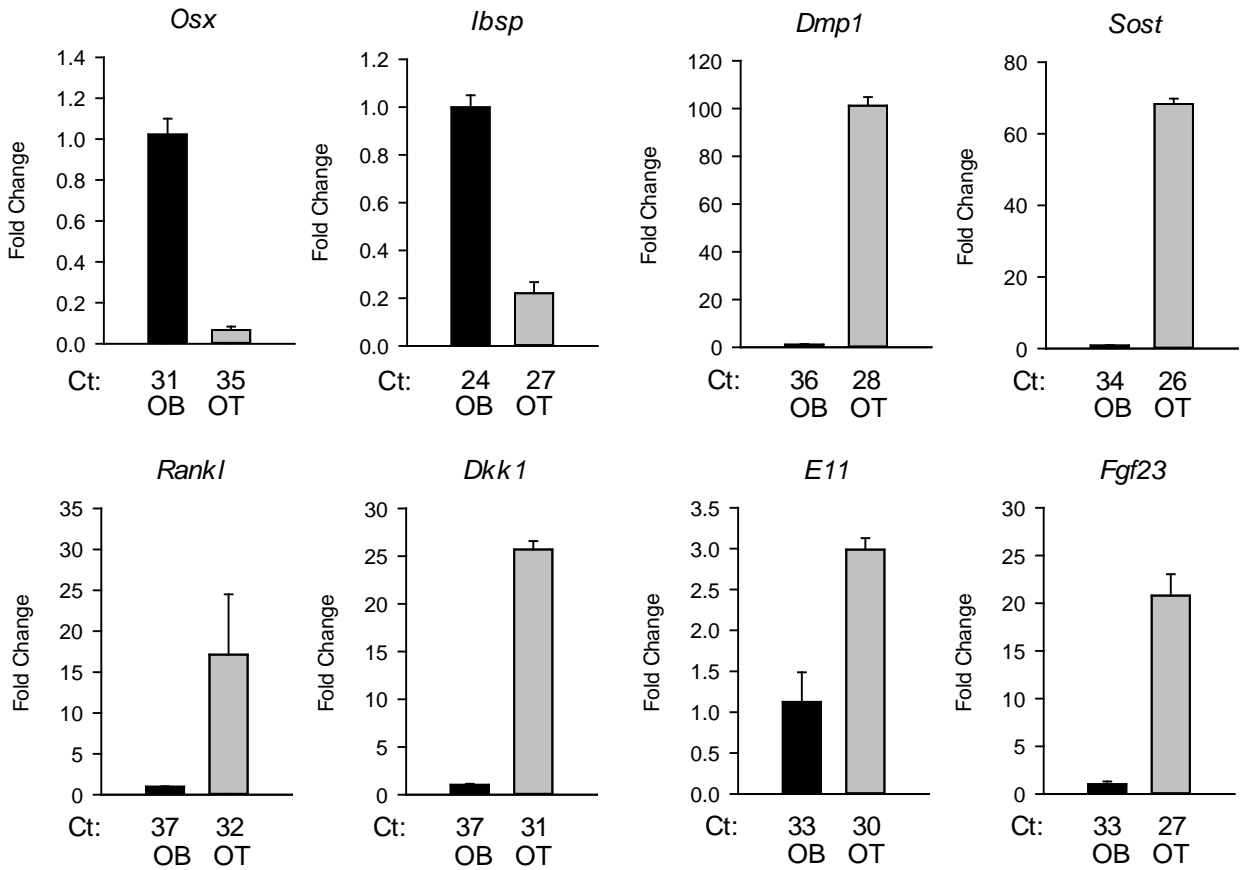 Osx
Ibsp
Dmp1
Sost
Fold Change
1.4
1.2
1.0
0.8
0.6
0.4
0.2
0.0
Fold Change
1.2
1.0
0.8
0.6
0.4
0.2
0.0
Fold Change
120
100
80
60
40
20
0
Fold Change
80
60
40
20
0
Ct: 31 35
OB OT
Ct: 24 27
OB OT
Ct: 36 28
OB OT
Ct: 34 26
OB OT
Rankl
Dkk1
E11
Fgf23
Fold Change
35
30
25
20
15
10
5
0
Fold Change
30
25
20
15
10
5
0
Fold Change
3.5
3.0
2.5
2.0
1.5
1.0
0.5
0.0
Fold Change
30
25
20
15
10
5
0
Ct: 37 32
OB OT
Ct: 37 31
OB OT
Ct: 33 30
OB OT
Ct: 33 27
OB OT